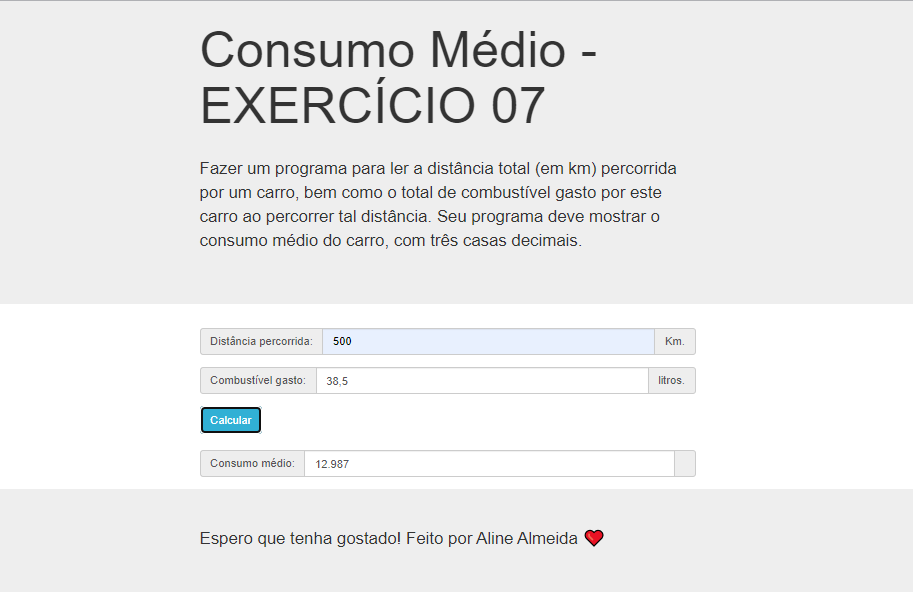 Consumo Médio -
EXERCÍCIO 07
Fazer um programa para ler a distância total (em km) percorrida
por um carro, bem como o total de combustível gasto por este
carro ao percorrer tal distância. Seu programa deve mostrar o
consumo médio do carro, com três casas decimais.
Distância percorrida: 500 Km.
Combustível gasto: 38,5 litros.
Calcular
Consumo médio: 12.987
Espero que tenha gostado! Feito por Aline Almeida ❤️